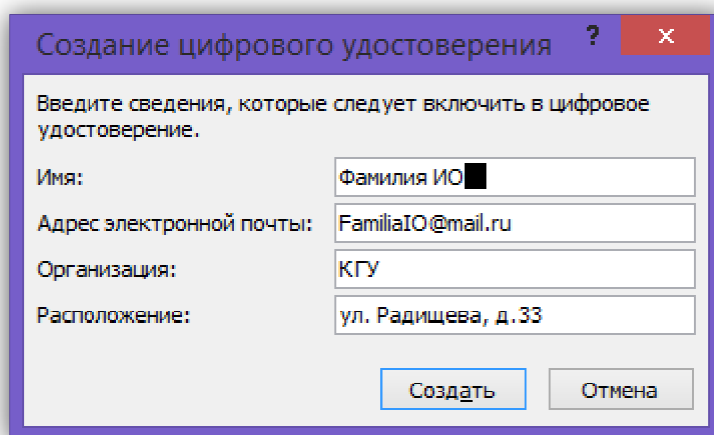 Создание цифрового удостоверения ? x
Введите сведения, которые следует включить в цифровое
удостоверение.
Имя: Фамилия ИО
Адрес электронной почты: FamiliaIO@mail.ru
Организация: КГУ
Расположение: ул. Радищева, д.33
Создать Отмена